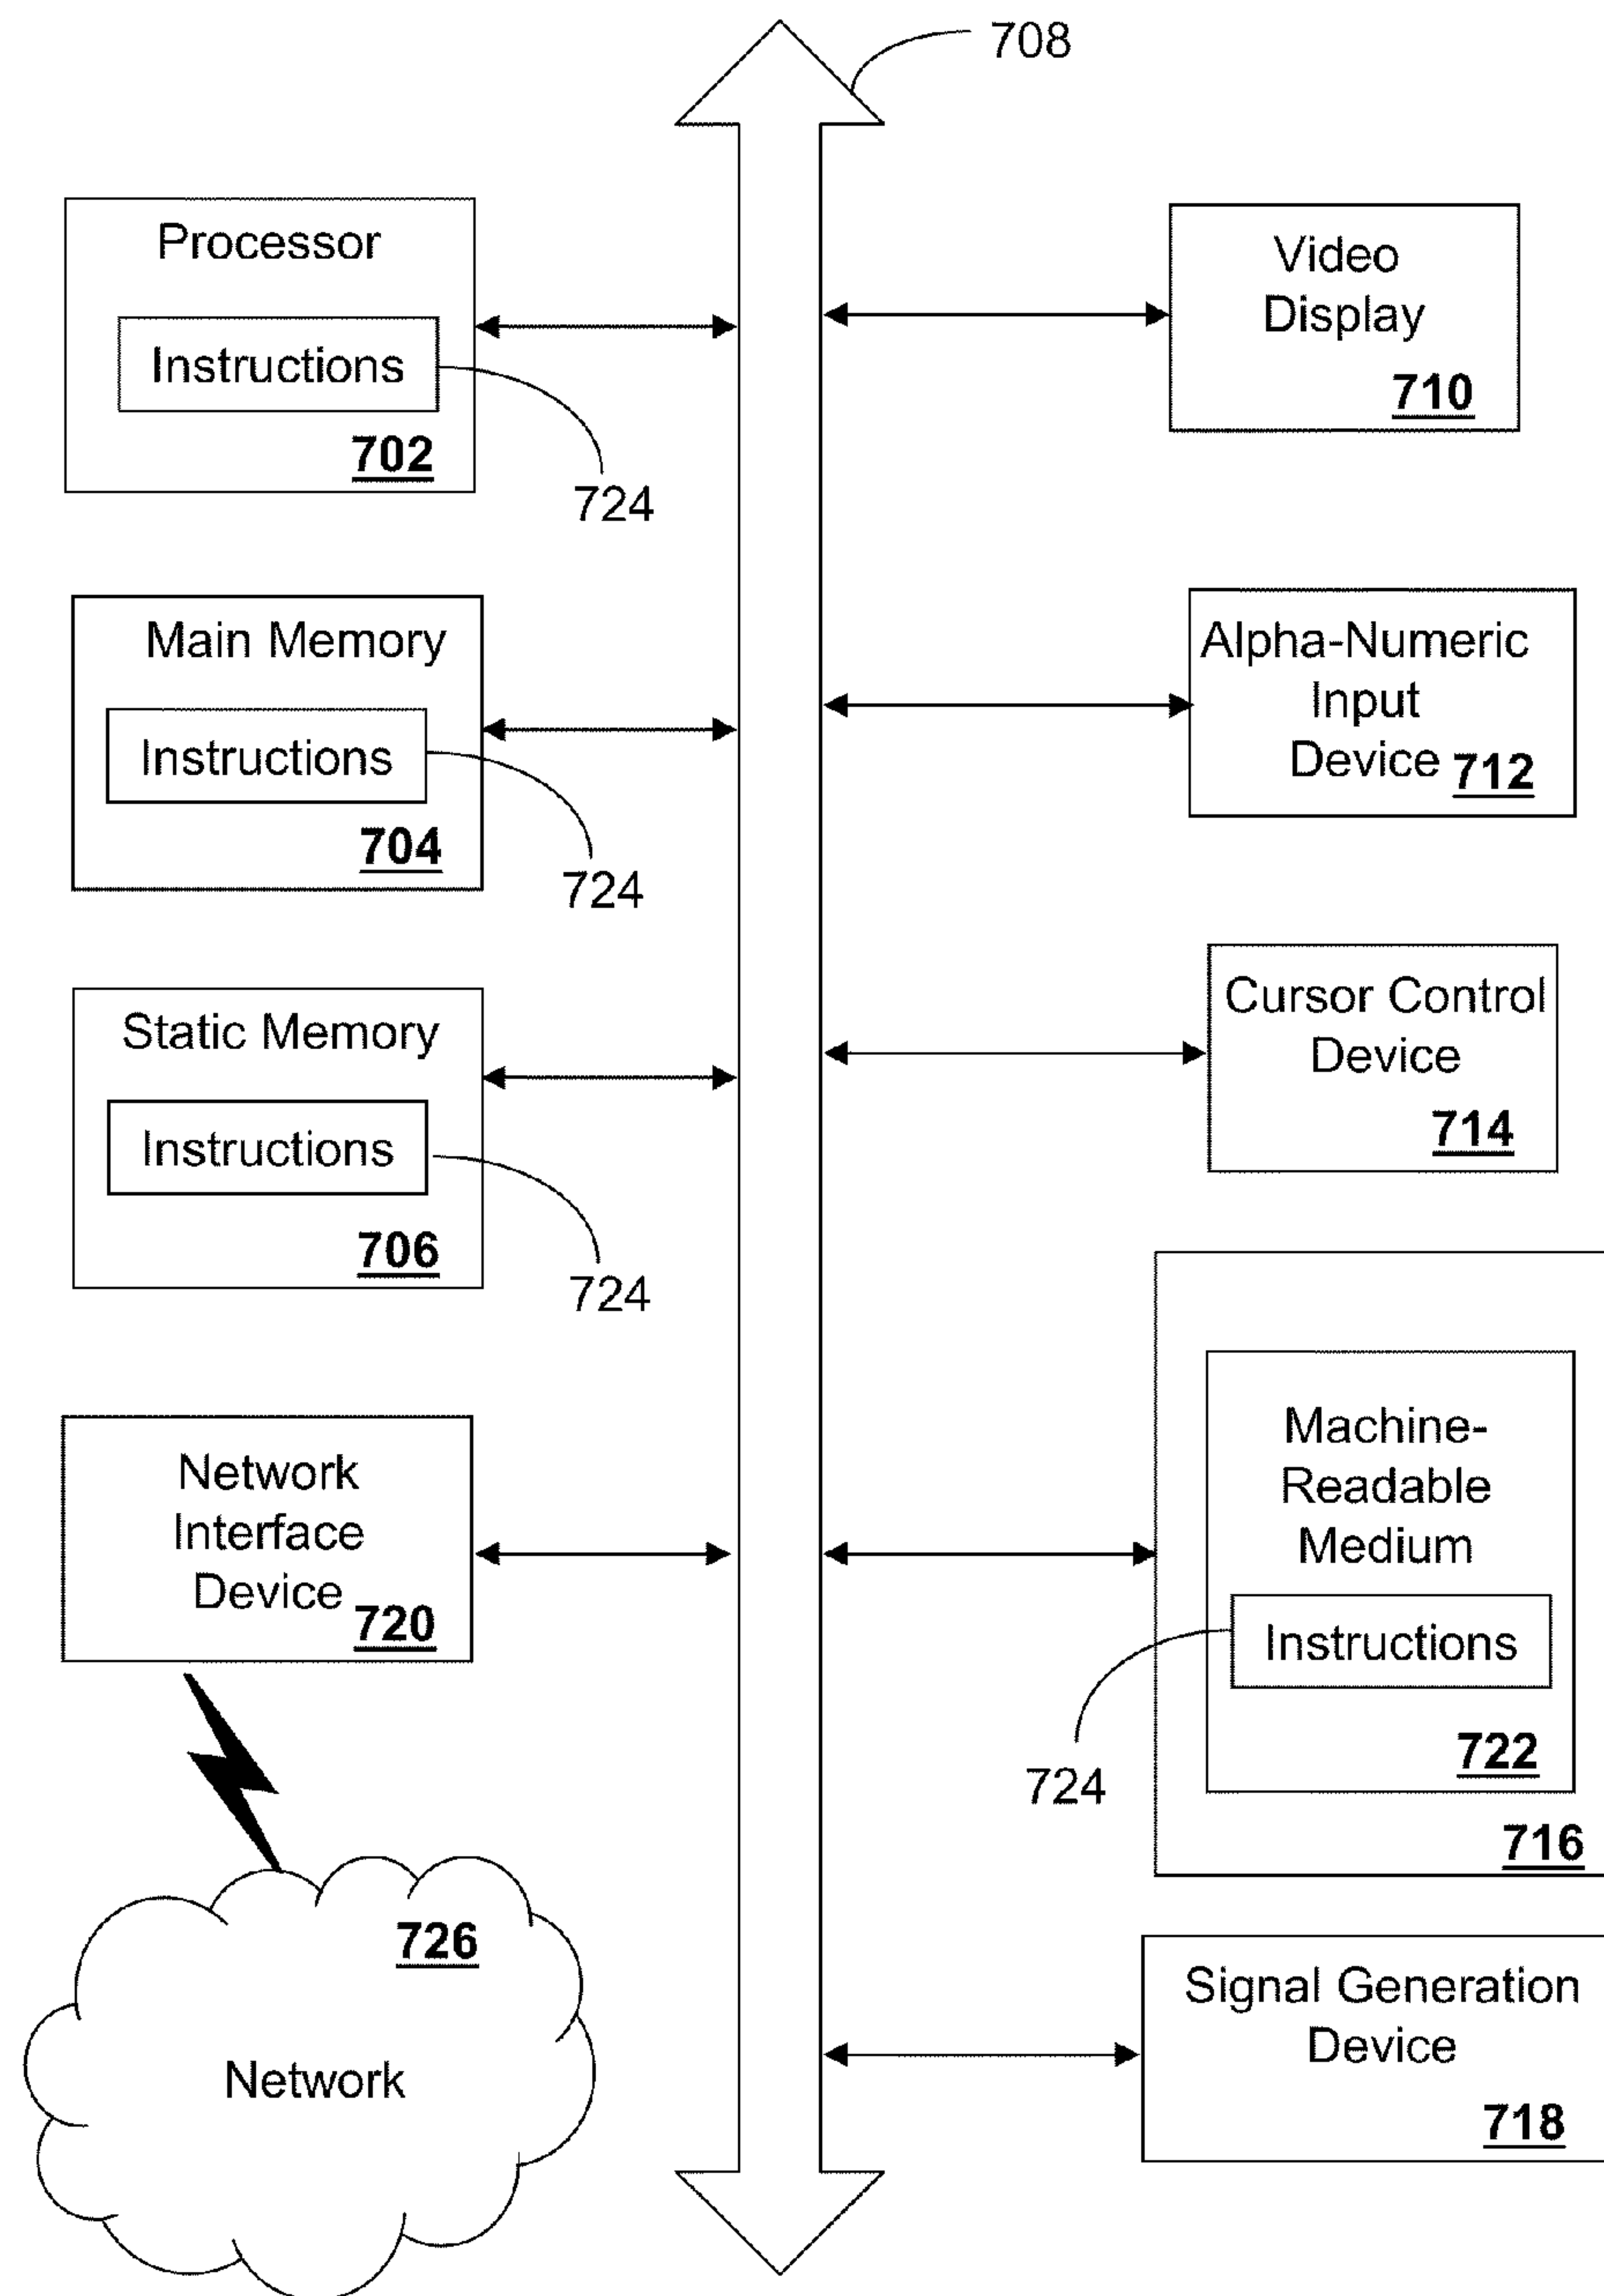 708
Processor
Instructions
702
724
Main Memory
Instructions
704
724
Static Memory
Instructions
706
724
Network
Interface
Device
720
726
Network
Video
Display
710
Alpha-Numeric
Input
Device
712
Cursor Control
Device
714
Machine-
Readable
Medium
Instructions
722
724
716
Signal Generation
Device
718